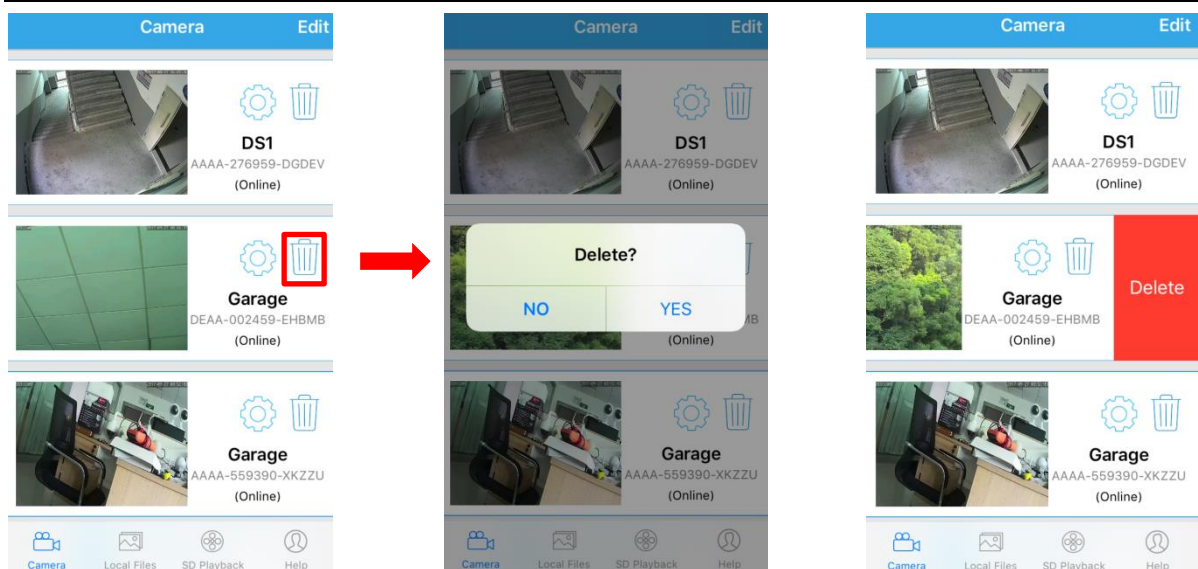 Camera Edit
DS1
AAAA-276959-DGDEV
(Online)
Garage
DEAA-002459-EHBMB
(Online)
Garage
AAAA-559390-XKZZU
(Online)
Camera Local Files SD Playback Help
Camera Edit
DS1
AAAA-276959-DGDEV
(Online)
Delete?
NO YES
MB
(Online)
Garage
AAAA-559390-XKZZU
(Online)
Camera Local Files SD Playback Help
Camera Edit
DS1
AAAA-276959-DGDEV
(Online)
Garage
DEAA-002459-EHBMB
(Online)
Delete
Garage
AAAA-559390-XKZZU
(Online)
Camera Local Files SD Playback Help